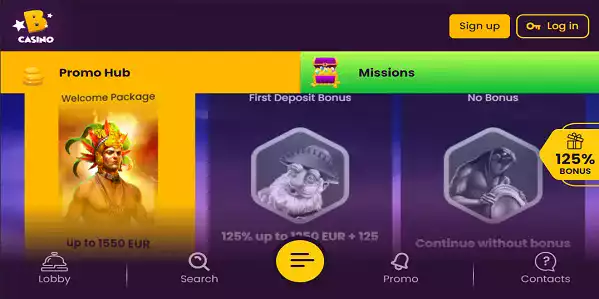 B
CASINO
Sign up
Log in
Promo Hub
Missions
Welcome Package
First Deposit Bonus
No Bonus
125%
BONUS
up to 1550 EUR
125% up to 1250 EUR + 125
Continue without bonus
Lobby
Search
Promo
Contacts